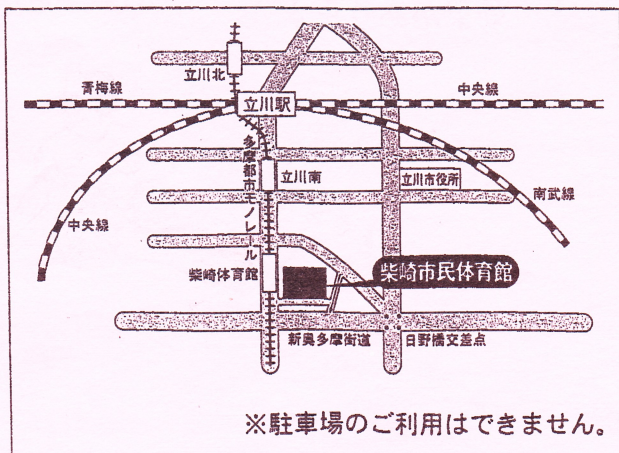 立川北
青梅線
中央線
立川駅
多摩都市モノレール
立川南
立川市役所
南武線
中央線
柴崎体育館
柴崎市民体育館
新奥多摩街道
日野橋交差点
※駐車場のご利用はできません。